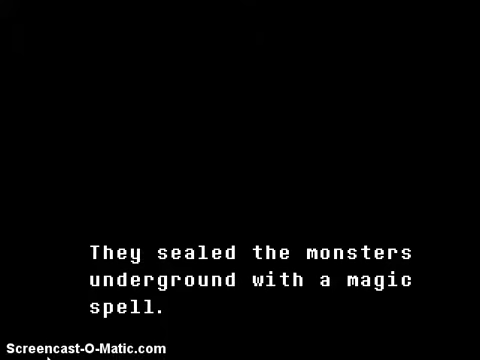 They sealed the monsters
underground with a magic
spell.
Screencast-O-Matic.com